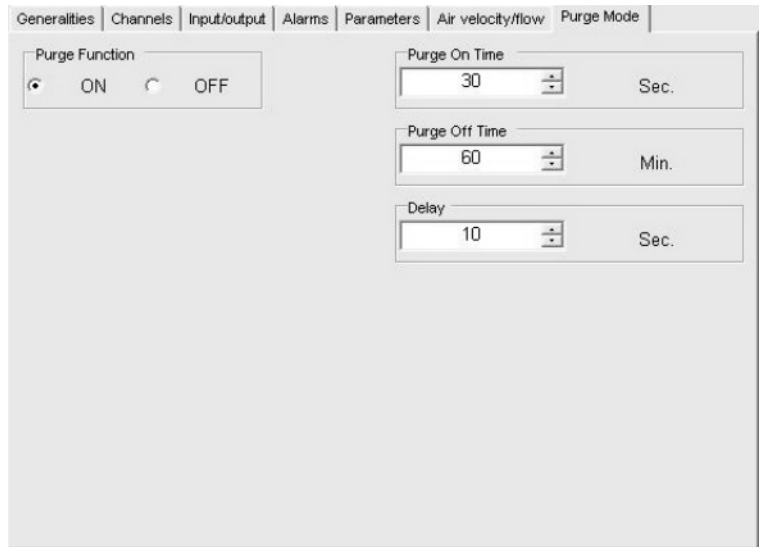 Generalities Channels Input/output Alarms Parameters Air velocity/flow Purge Mode
Purge Function
ON OFF
Purge On Time
30 Sec.
Purge Off Time
60 Min.
Delay
10 Sec.